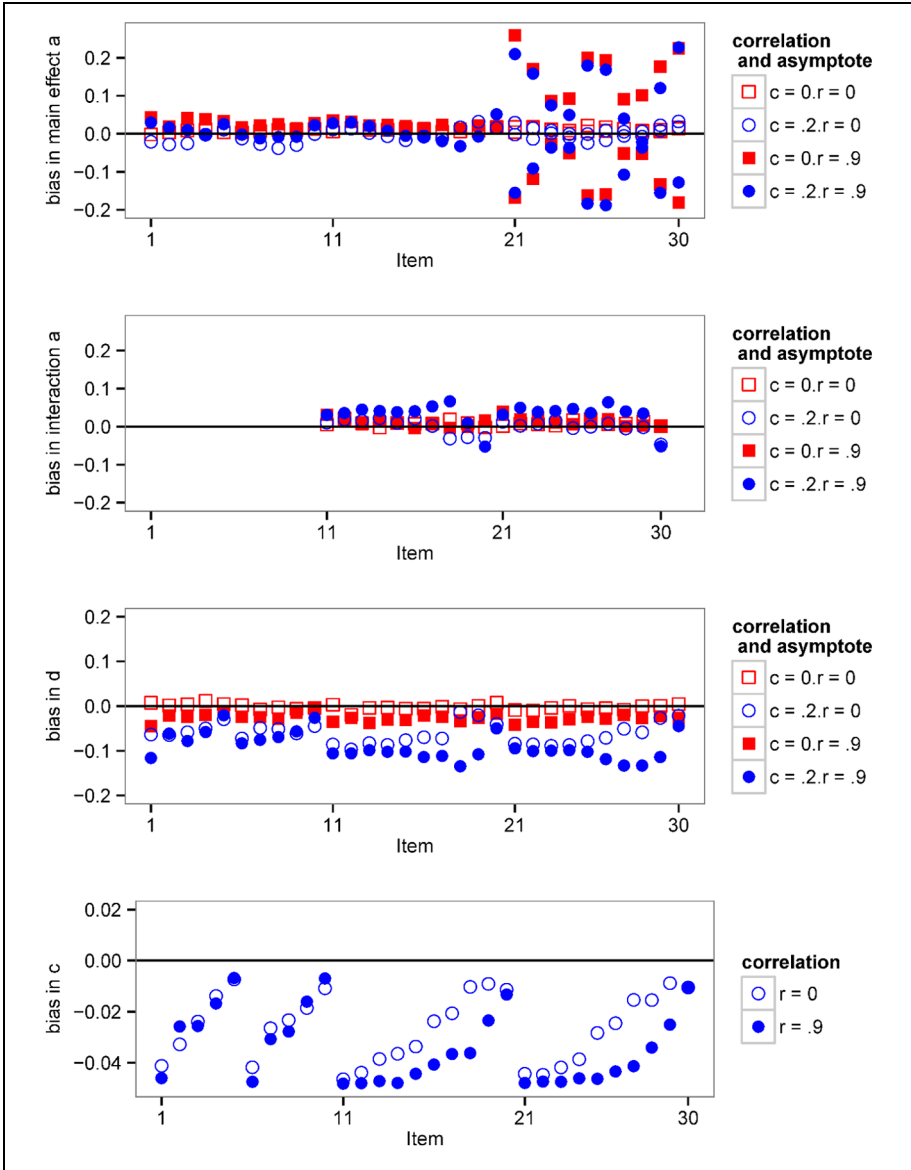 bias in main effect a
0.2
0.1
0.0
−0.1
−0.2
1
11
21
30
Item
correlation
and asymptote
c = 0.r = 0
c = .2.r = 0
c = 0.r = .9
c = .2.r = .9
bias in interaction a
0.2
0.1
0.0
−0.1
−0.2
1
11
21
30
Item
correlation
and asymptote
c = 0.r = 0
c = .2.r = 0
c = 0.r = .9
c = .2.r = .9
bias in d
0.2
0.1
0.0
−0.1
−0.2
1
11
21
30
Item
correlation
and asymptote
c = 0.r = 0
c = .2.r = 0
c = 0.r = .9
c = .2.r = .9
bias in c
0.02
0.00
−0.02
−0.04
1
11
21
30
Item
correlation
r = 0
r = .9